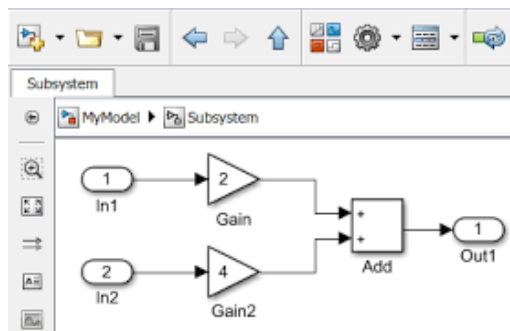 Subsystem
MyModel Subsystem
1
In1
2
Gain
+
+
Add
1
Out1
2
In2
4
Gain2